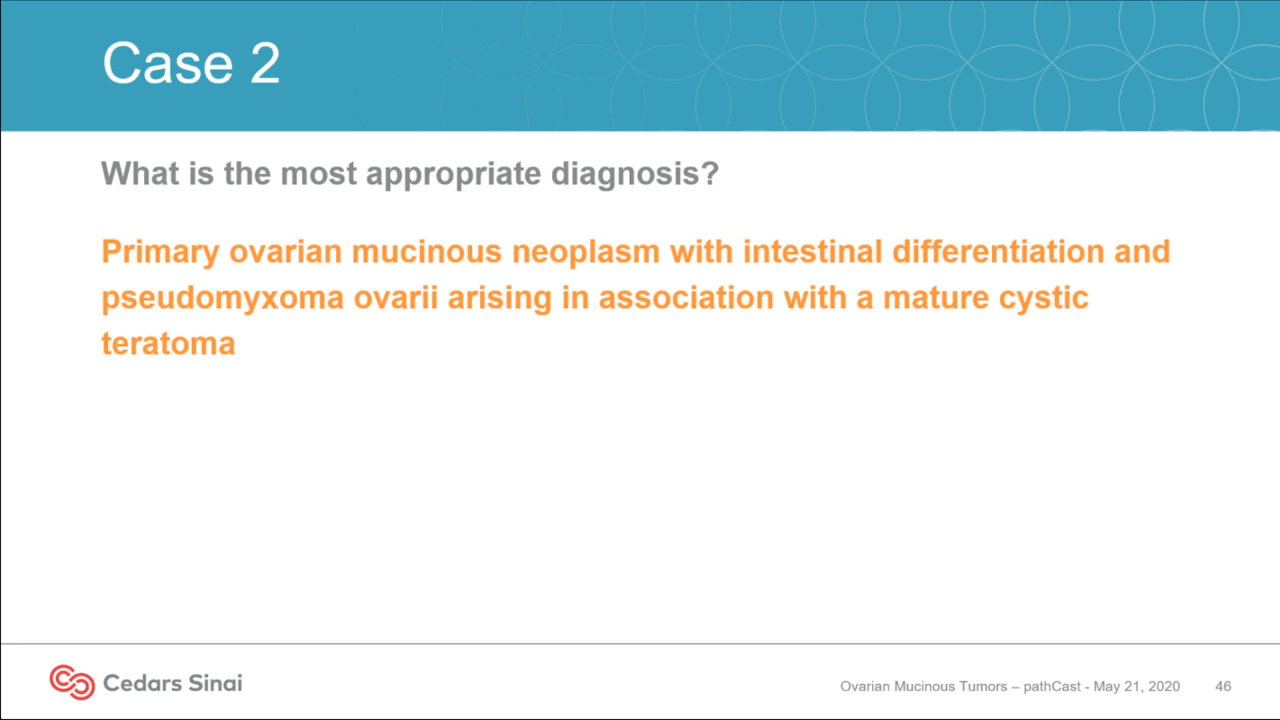 Case 2
What is the most appropriate diagnosis?
Primary ovarian mucinous neoplasm with intestinal differentiation and
pseudomyxoma ovarii arising in association with a mature cystic
teratoma
Cedars Sinai
Ovarian Mucinous Tumors – pathCast - May 21, 2020 46